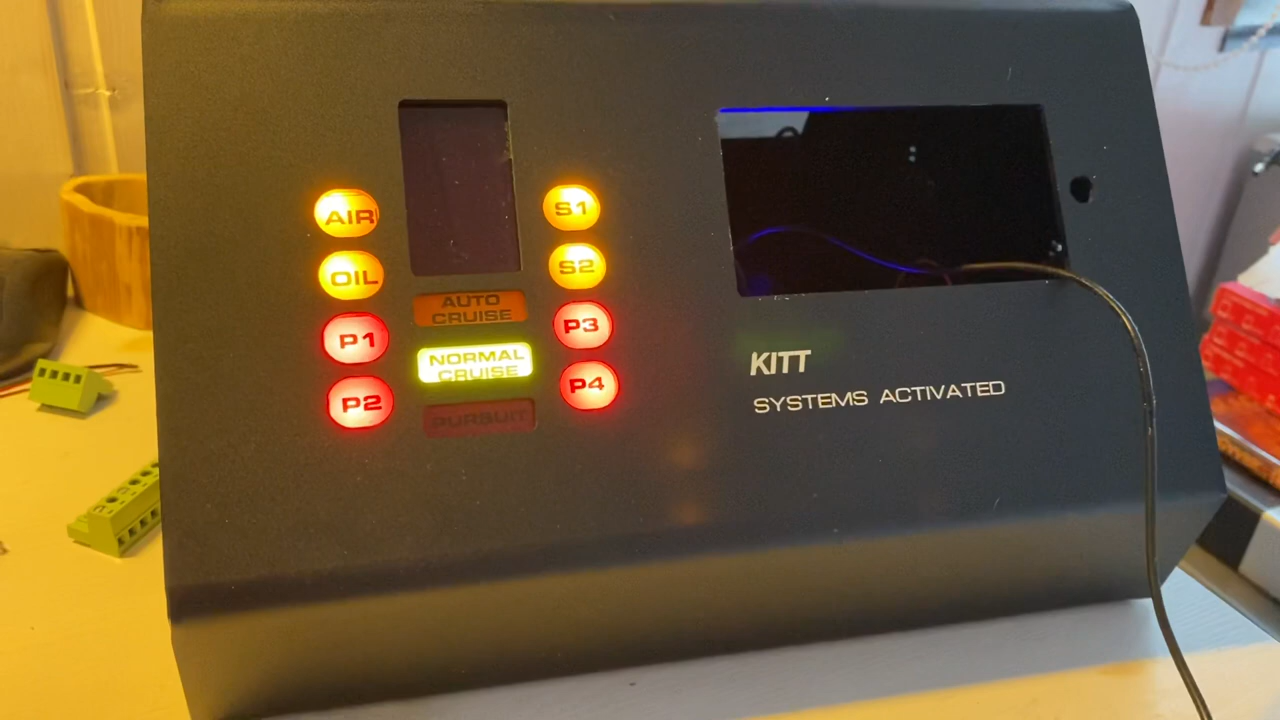 AIR
OIL
P1
P2
AUTO
CRUISE
NORMAL
CRUISE
PURSUIT
S1
S2
P3
P4
KITT
SYSTEMS ACTIVATED